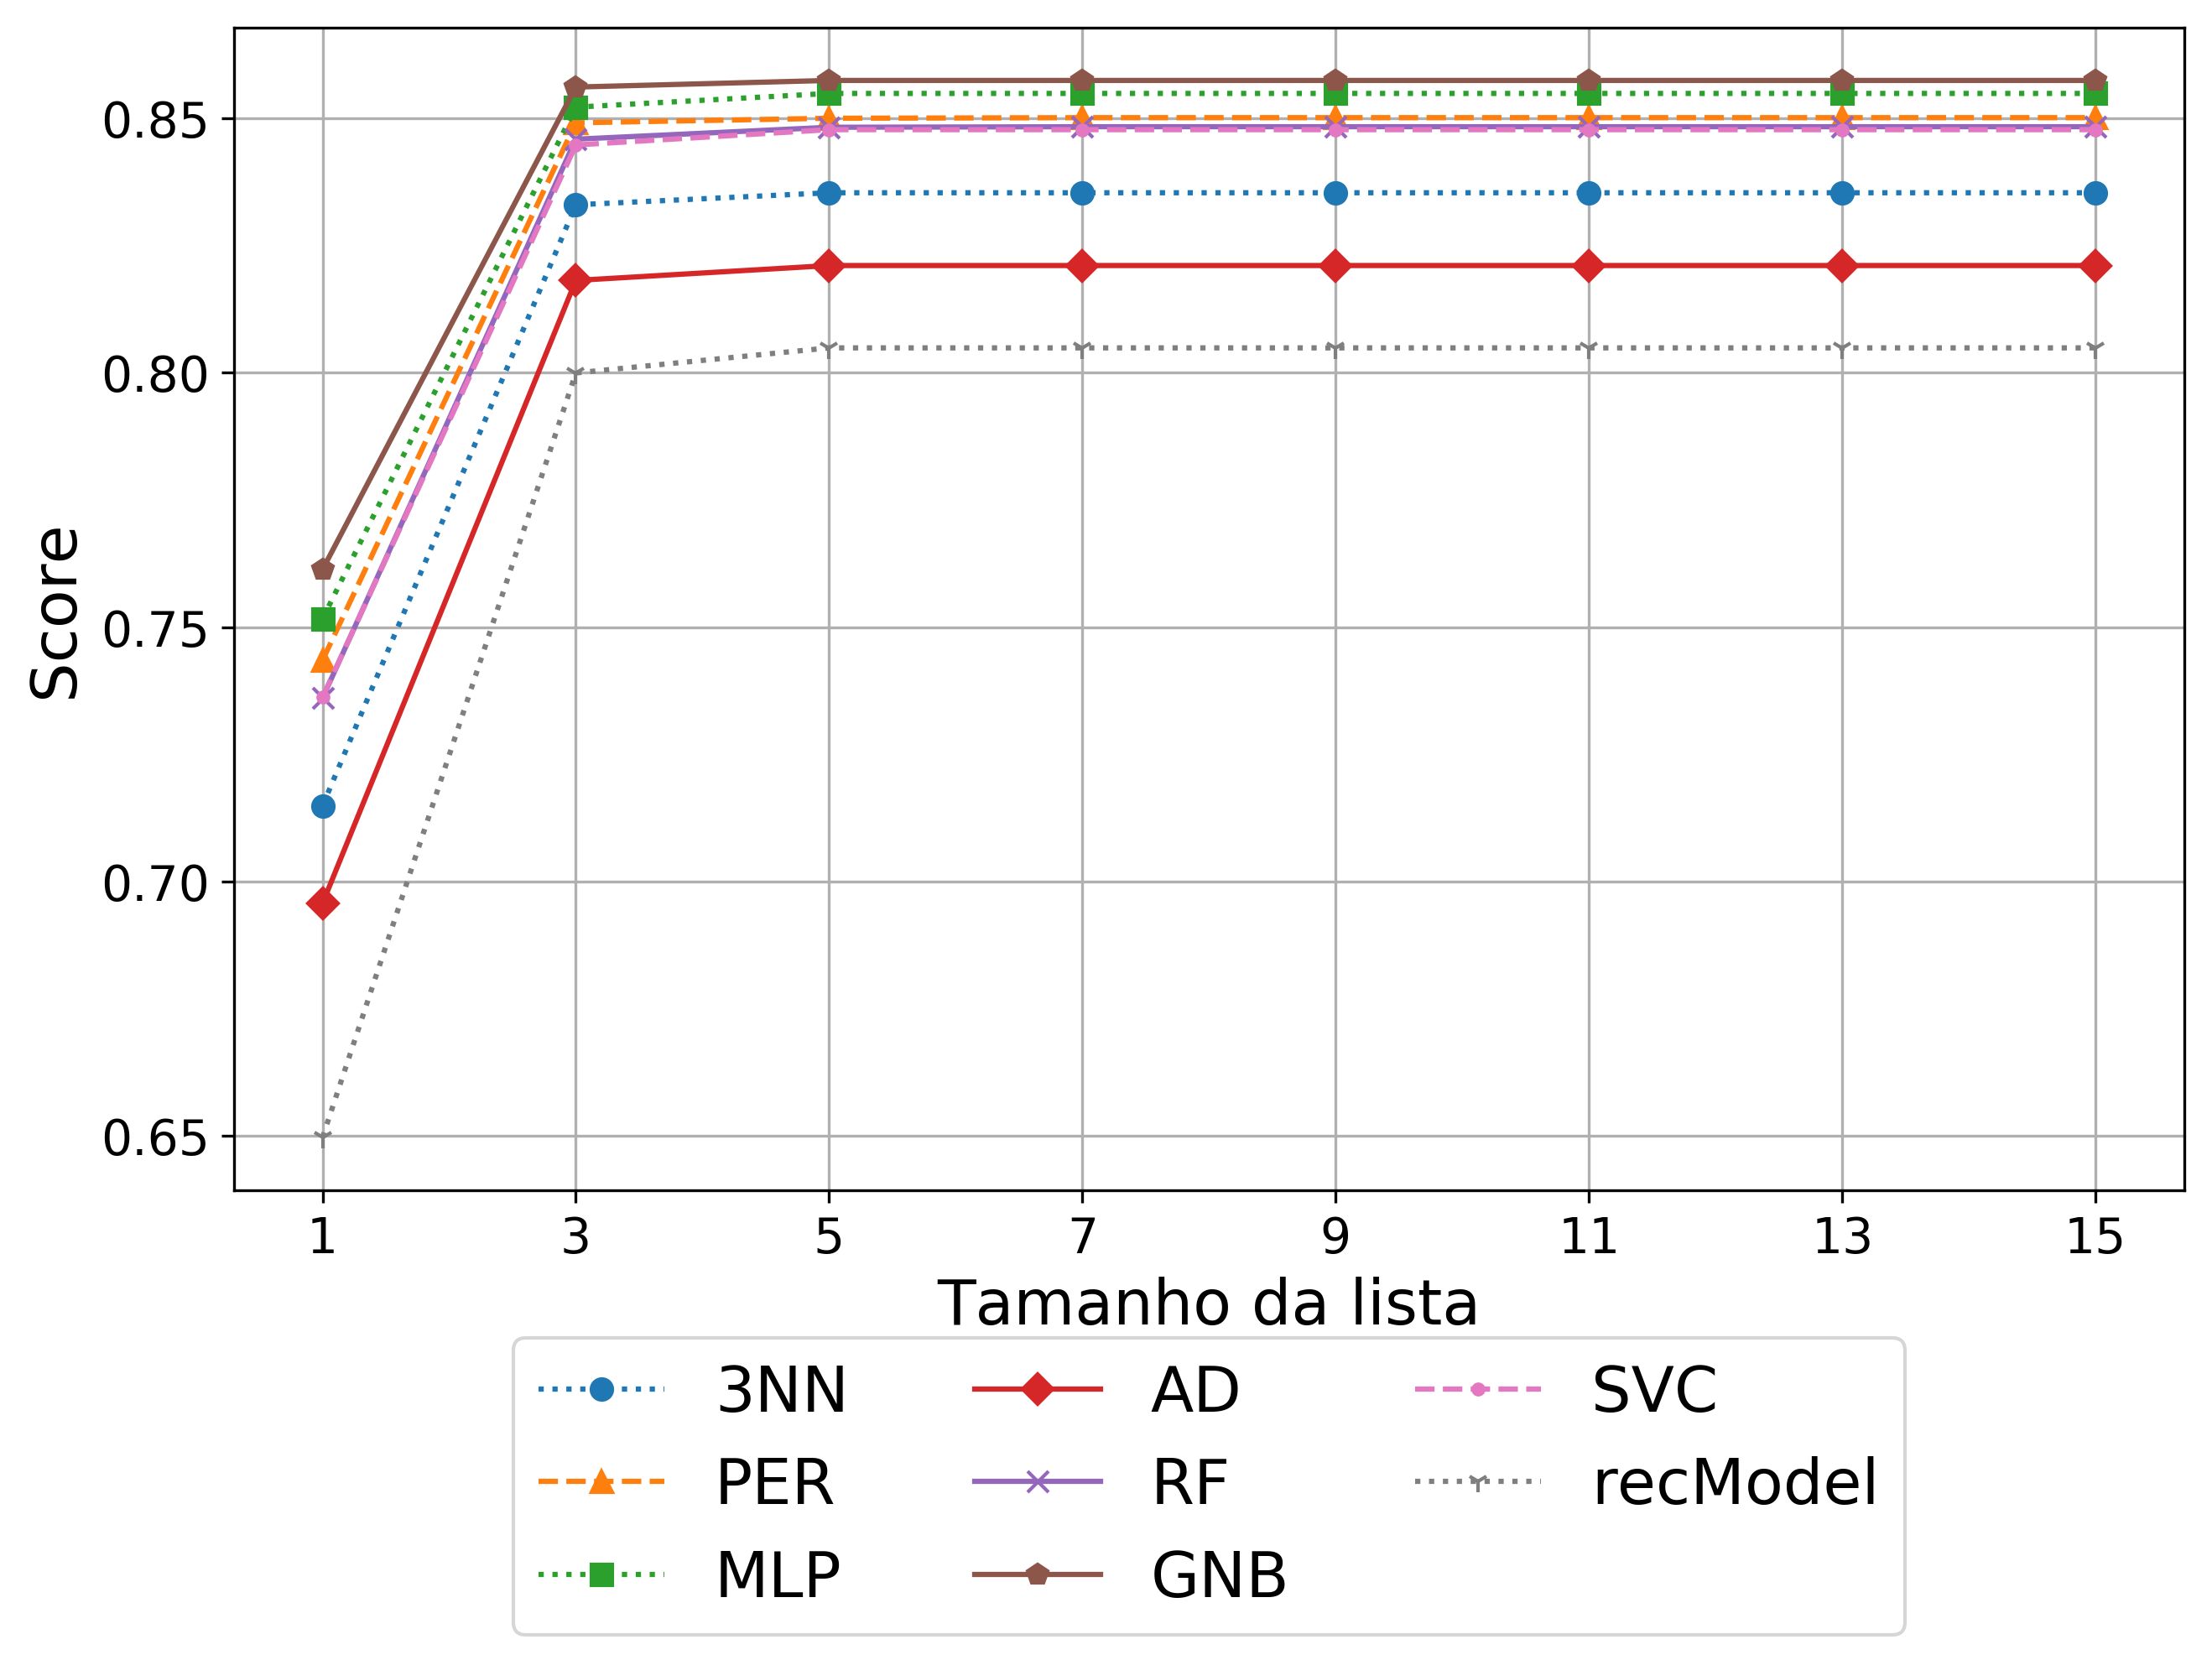 0.85
0.80
0.75
0.70
0.65
Score
1 3 5 7 9 11 13 15
Tamanho da lista
3NN AD SVC
PER RF recModel
MLP GNB